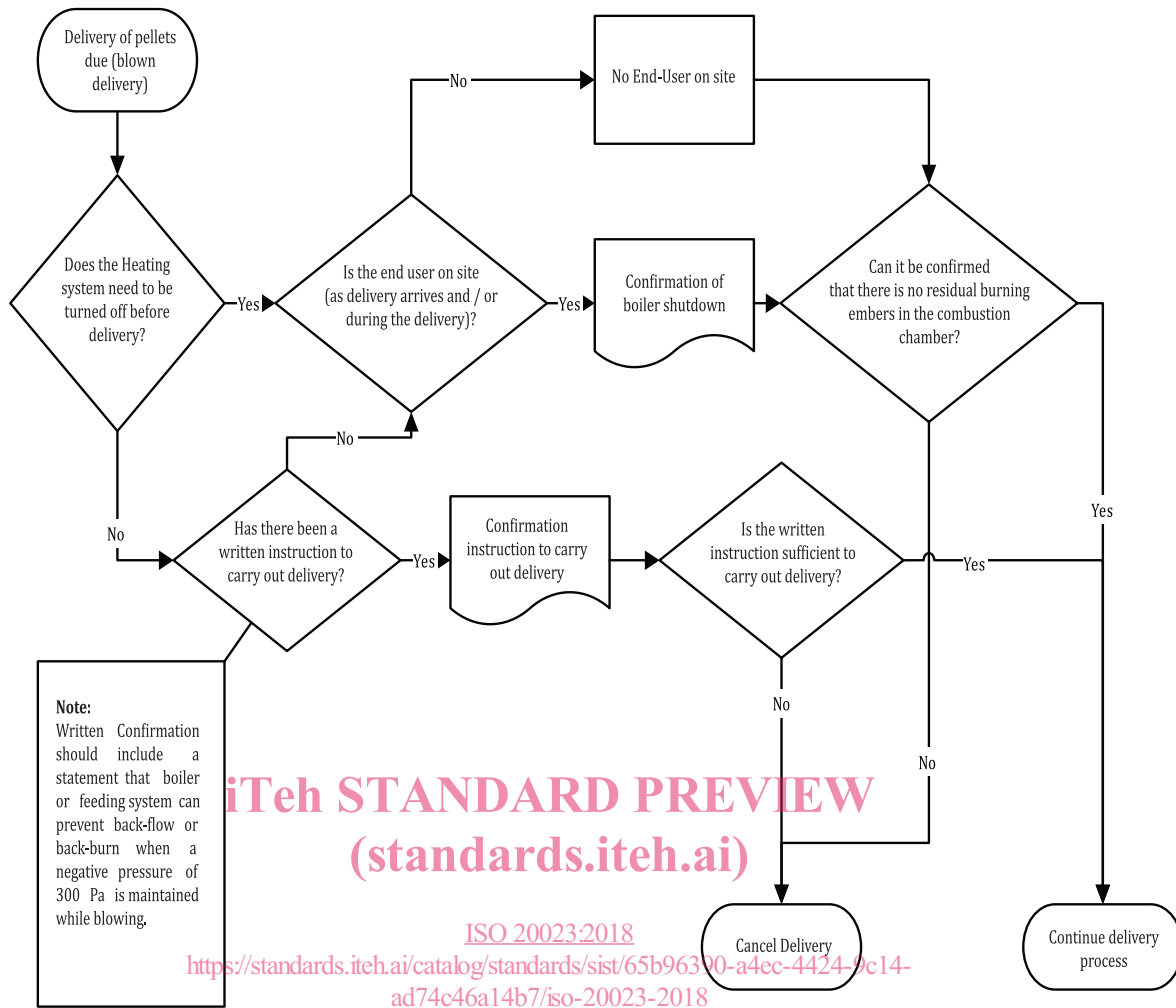 Delivery of pellets
due (blown
delivery)
No
No End-User on site
Does the Heating
system need to be
turned off before
delivery?
Yes
Is the end user on site
(as delivery arrives and / or
during the delivery)?
Yes
Confirmation of
boiler shutdown
Can it be confirmed
that there is no residual burning
embers in the combustion
chamber?
No
No
Has there been a
written instruction to
carry out delivery?
Yes
Confirmation
instruction to carry
out delivery
Is the written
instruction sufficient to
carry out delivery?
Yes
Yes
No
No
Note:
Written Confirmation
should include a
statement that boiler
or feeding system can
prevent back-flow or
back-burn when a
negative pressure of
300 Pa is maintained
while blowing.
iTeh STANDARD PREVIEW
(standards.iteh.ai)
ISO 20023:2018
https://standards.iteh.ai/catalog/standards/sist/65b96390-a4ec-4424-9c14-
ad74c46a14b7/iso-20023-2018
Cancel Delivery
Continue delivery
process